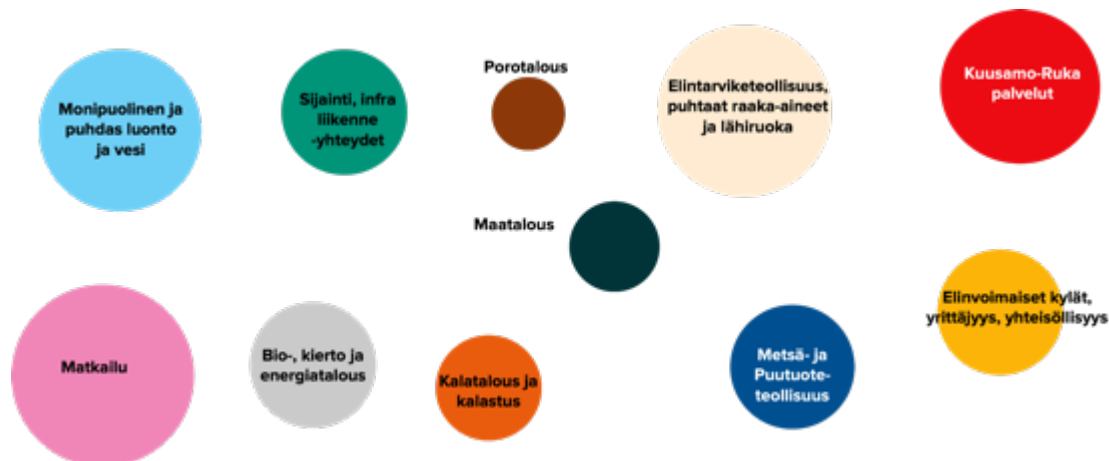 Monipuolinen ja
puhdas luonto
ja vesi
Sijainti, infra
liikenne
-yhteydet
Porotalous
Elintarviketeollisuus,
puhtaat raaka-aineet
ja lähiruoka
Kuusamo-Ruka
palvelut
Maatalous
Matkailu
Bio-, kierto ja
energiatalous
Kalatalous ja
kalastus
Metsä- ja
Puutuote-
teollisuus
Elinvoimaiset kylät,
yrittäjyys, yhteisöllisyys